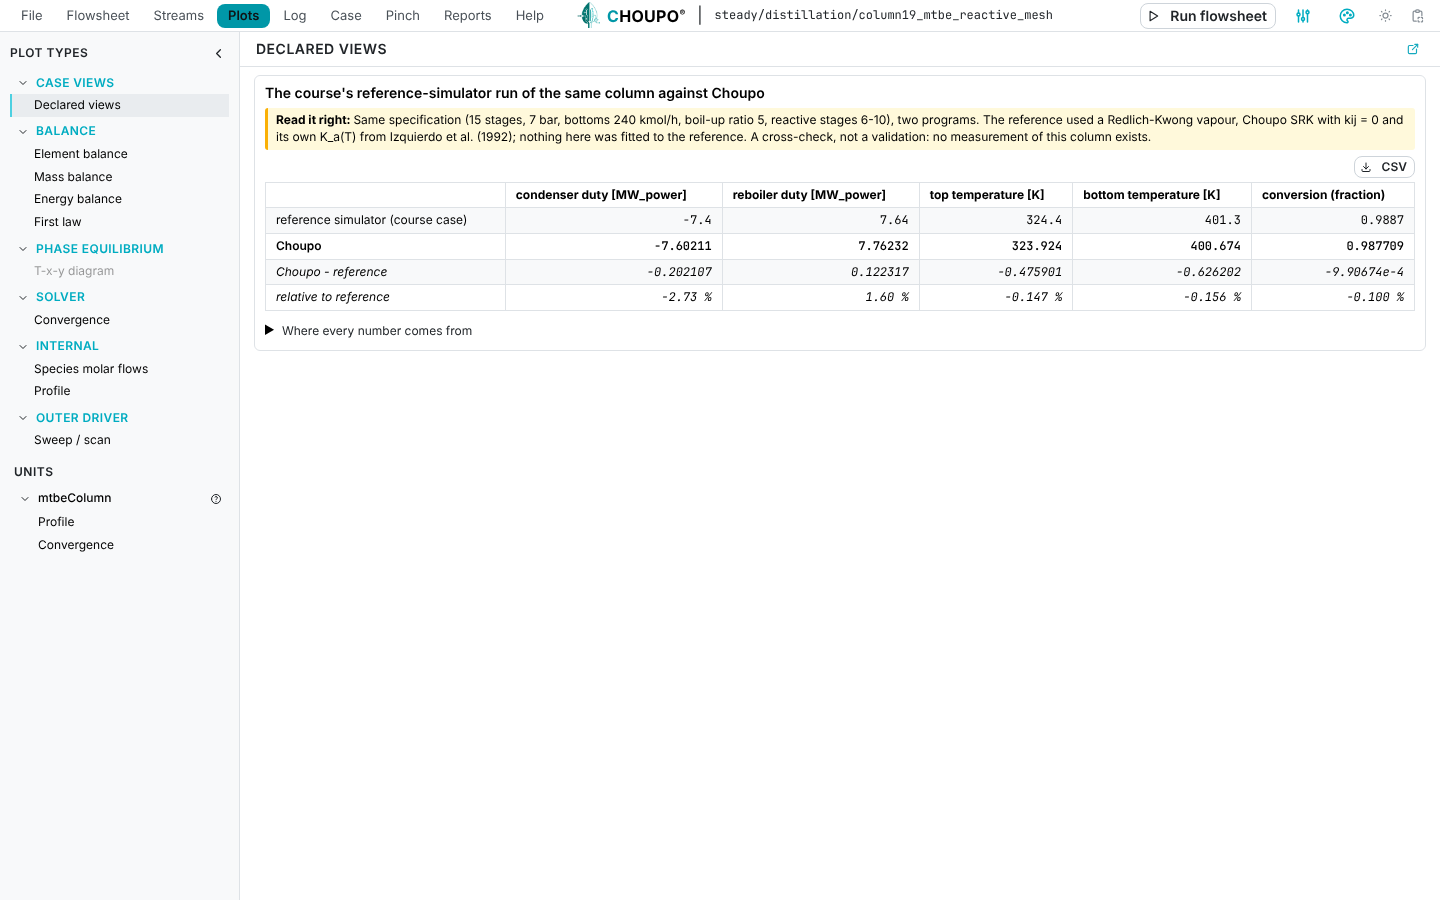 File Flowsheet Streams Plots Log Case Pinch Reports Help CHOUPO® steady/distillation/column19_mtbe_reactive_mesh Run flowsheet
PLOT TYPES
CASE VIEWS
Declared views
BALANCE
Element balance
Mass balance
Energy balance
First law
PHASE EQUILIBRIUM
T-x-y diagram
SOLVER
Convergence
INTERNAL
Species molar flows
Profile
OUTER DRIVER
Sweep / scan
UNITS
mtbeColumn
Profile
Convergence
DECLARED VIEWS
The course's reference-simulator run of the same column against Choupo
Read it right: Same specification (15 stages, 7 bar, bottoms 240 kmol/h, boil-up ratio 5, reactive stages 6-10), two programs. The reference used a Redlich-Kwong vapour, Choupo SRK with kij = 0 and
its own K_a(T) from Izquierdo et al. (1992); nothing here was fitted to the reference. A cross-check, not a validation: no measurement of this column exists.
CSV
condenser duty [MW_power] reboiler duty [MW_power] top temperature [K] bottom temperature [K] conversion (fraction)
reference simulator (course case) -7.4 7.64 324.4 401.3 0.9887
Choupo -7.60211 7.76232 323.924 400.674 0.987709
Choupo - reference -0.202107 0.122317 -0.475901 -0.626202 -9.90674e-4
relative to reference -2.73 % 1.60 % -0.147 % -0.156 % -0.100 %
Where every number comes from